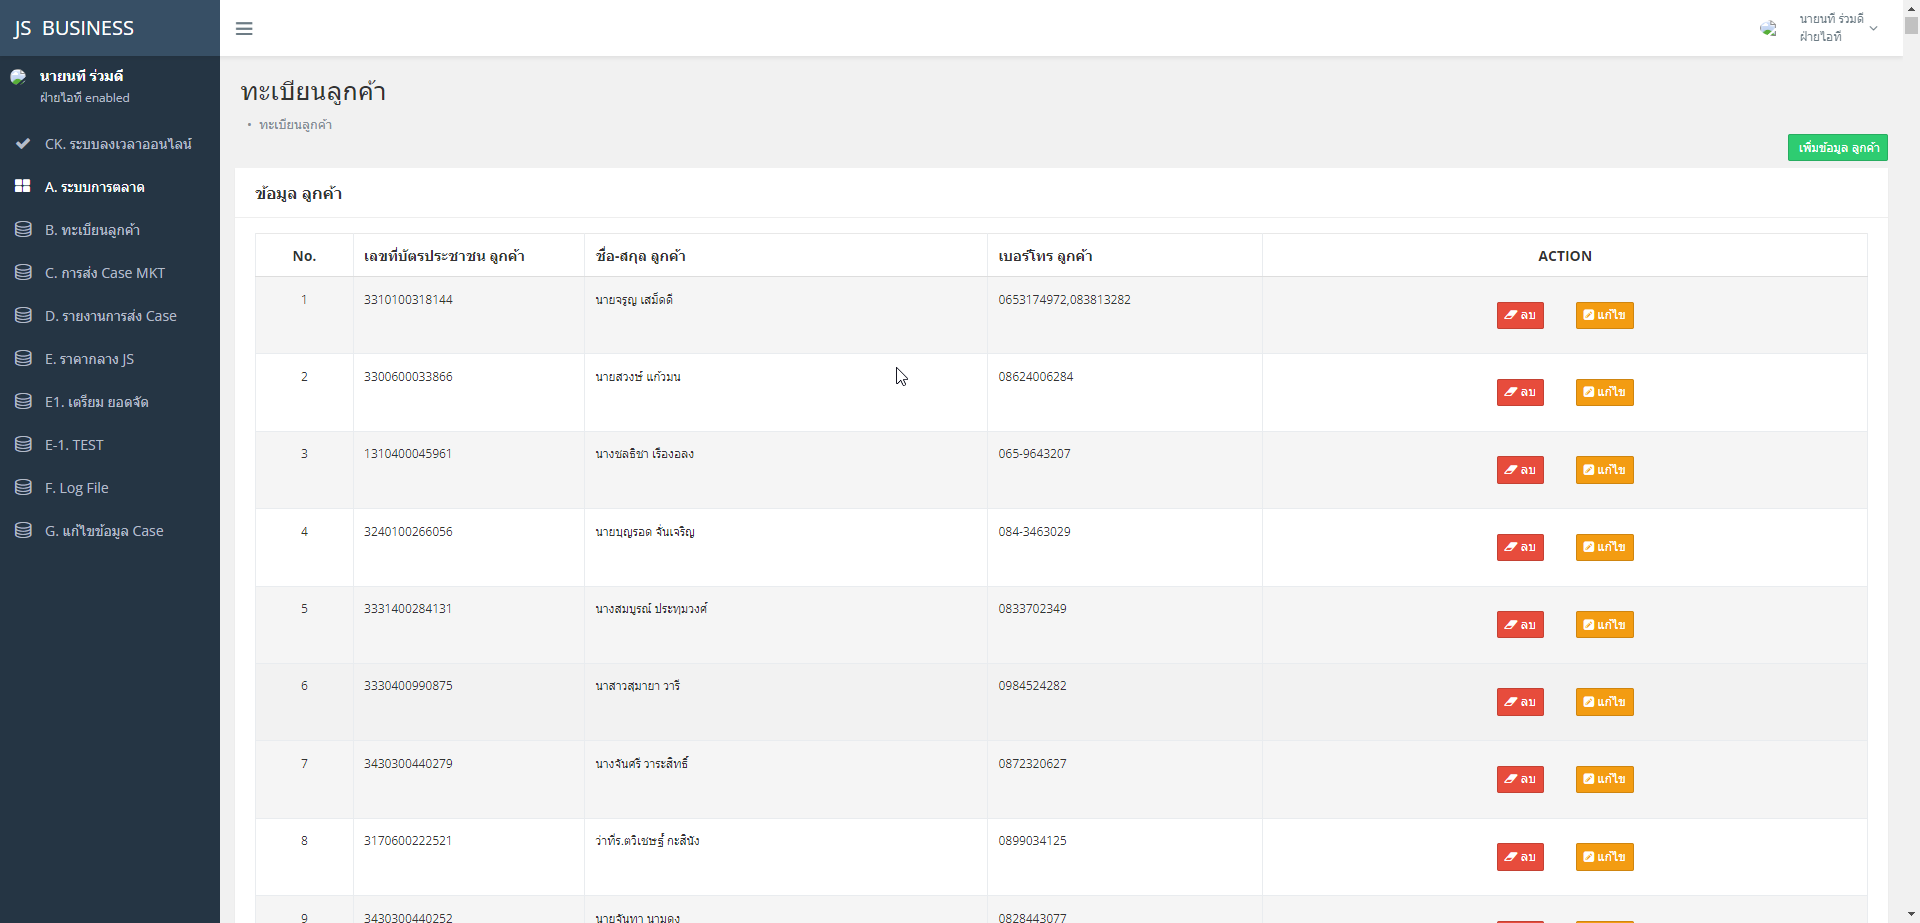 JS BUSINESS
นายนที ร่วมดี
ฝ่ายไอที
นายนที ร่วมดี
ฝ่ายไอที enabled
CK. ระบบลงเวลาออนไลน์
A. ระบบการตลาด
B. ทะเบียนลูกค้า
C. การส่ง Case MKT
D. รายงานการส่ง Case
E. ราคากลาง JS
E1. เตรียม ยอดจัด
E-1. TEST
F. Log File
G. แก้ไขข้อมูล Case
ทะเบียนลูกค้า
• ทะเบียนลูกค้า
เพิ่มข้อมูล ลูกค้า
ข้อมูล ลูกค้า
No. เลขที่บัตรประชาชน ลูกค้า ชื่อ-สกุล ลูกค้า เบอร์โทร ลูกค้า ACTION
1 3310100318144 นายจรูญ เสม็ดดี 0653174972,083813282 ลบ แก้ไข
2 3300600033866 นายสวงษ์ แก้วมน 08624006284 ลบ แก้ไข
3 1310400045961 นางชลธิชา เรืองอลง 065-9643207 ลบ แก้ไข
4 3240100266056 นายบุญรอด จั่นเจริญ 084-3463029 ลบ แก้ไข
5 3331400284131 นางสมบูรณ์ ประทุมวงศ์ 0833702349 ลบ แก้ไข
6 3330400990875 นาสาวสุมายา วารี 0984524282 ลบ แก้ไข
7 3430300440279 นางจันศรี วาระสิทธิ์ 0872320627 ลบ แก้ไข
8 3170600222521 ว่าที่ร.ตวิเชษฐ์ กะสินัง 0899034125 ลบ แก้ไข
9 3430300440252 นายจันทา นามดง 0828443077